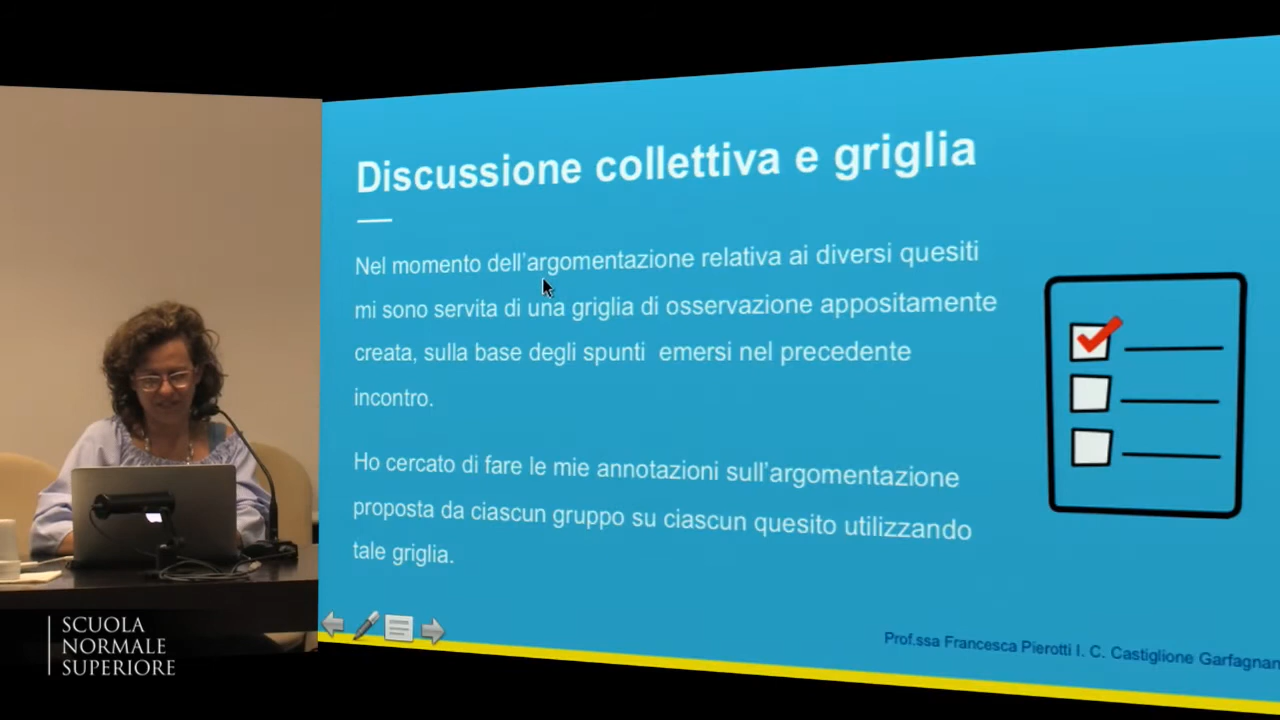 Discussione collettiva e griglia
Nel momento dell'argomentazione relativa ai diversi quesiti
mi sono servita di una griglia di osservazione appositamente
creata, sulla base degli spunti emersi nel precedente
incontro.
Ho cercato di fare le mie annotazioni sull'argomentazione
proposta da ciascun gruppo su ciascun quesito utilizzando
tale griglia.
Prof.ssa Francesca Pierotti I. C. Castiglione Garfagnan
SCUOLA
NORMALE
SUPERIORE